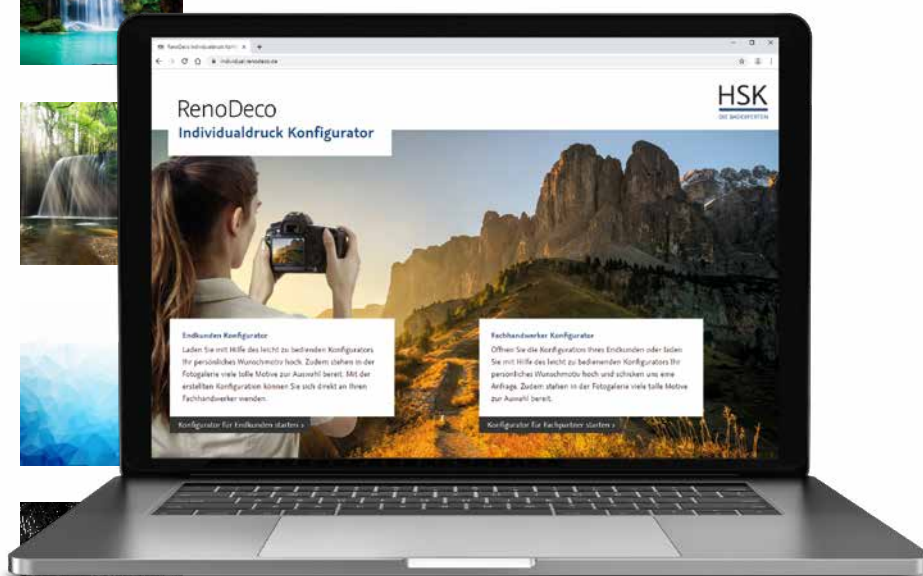 RenoDeco Individualdruck Konfi
individual.renodeco.de
RenoDeco
Individualdruck Konfigurator
HSK
DIE BADEXPERTEN
Endkunden Konfigurator
Laden Sie mit Hilfe des leicht zu bedienden Konfigurators
Ihr persönliches Wunschmotiv hoch. Zudem stehen in der
Fotogalerie viele tolle Motive zur Auswahl bereit. Mit der
erstellten Konfiguration können Sie sich direkt an Ihren
Fachhandwerker wenden.
Konfigurator für Endkunden starten >
Fachhandwerker Konfigurator
Öffnen Sie die Konfiguration Ihres Endkunden oder laden
Sie mit Hilfe des leicht zu bedienenden Konfigurators Ihr
persönliches Wunschmotiv hoch und schicken uns eine
Anfrage. Zudem stehen in der Fotogalerie viele tolle Motive
zur Auswahl bereit.
Konfigurator für Fachpartner starten >